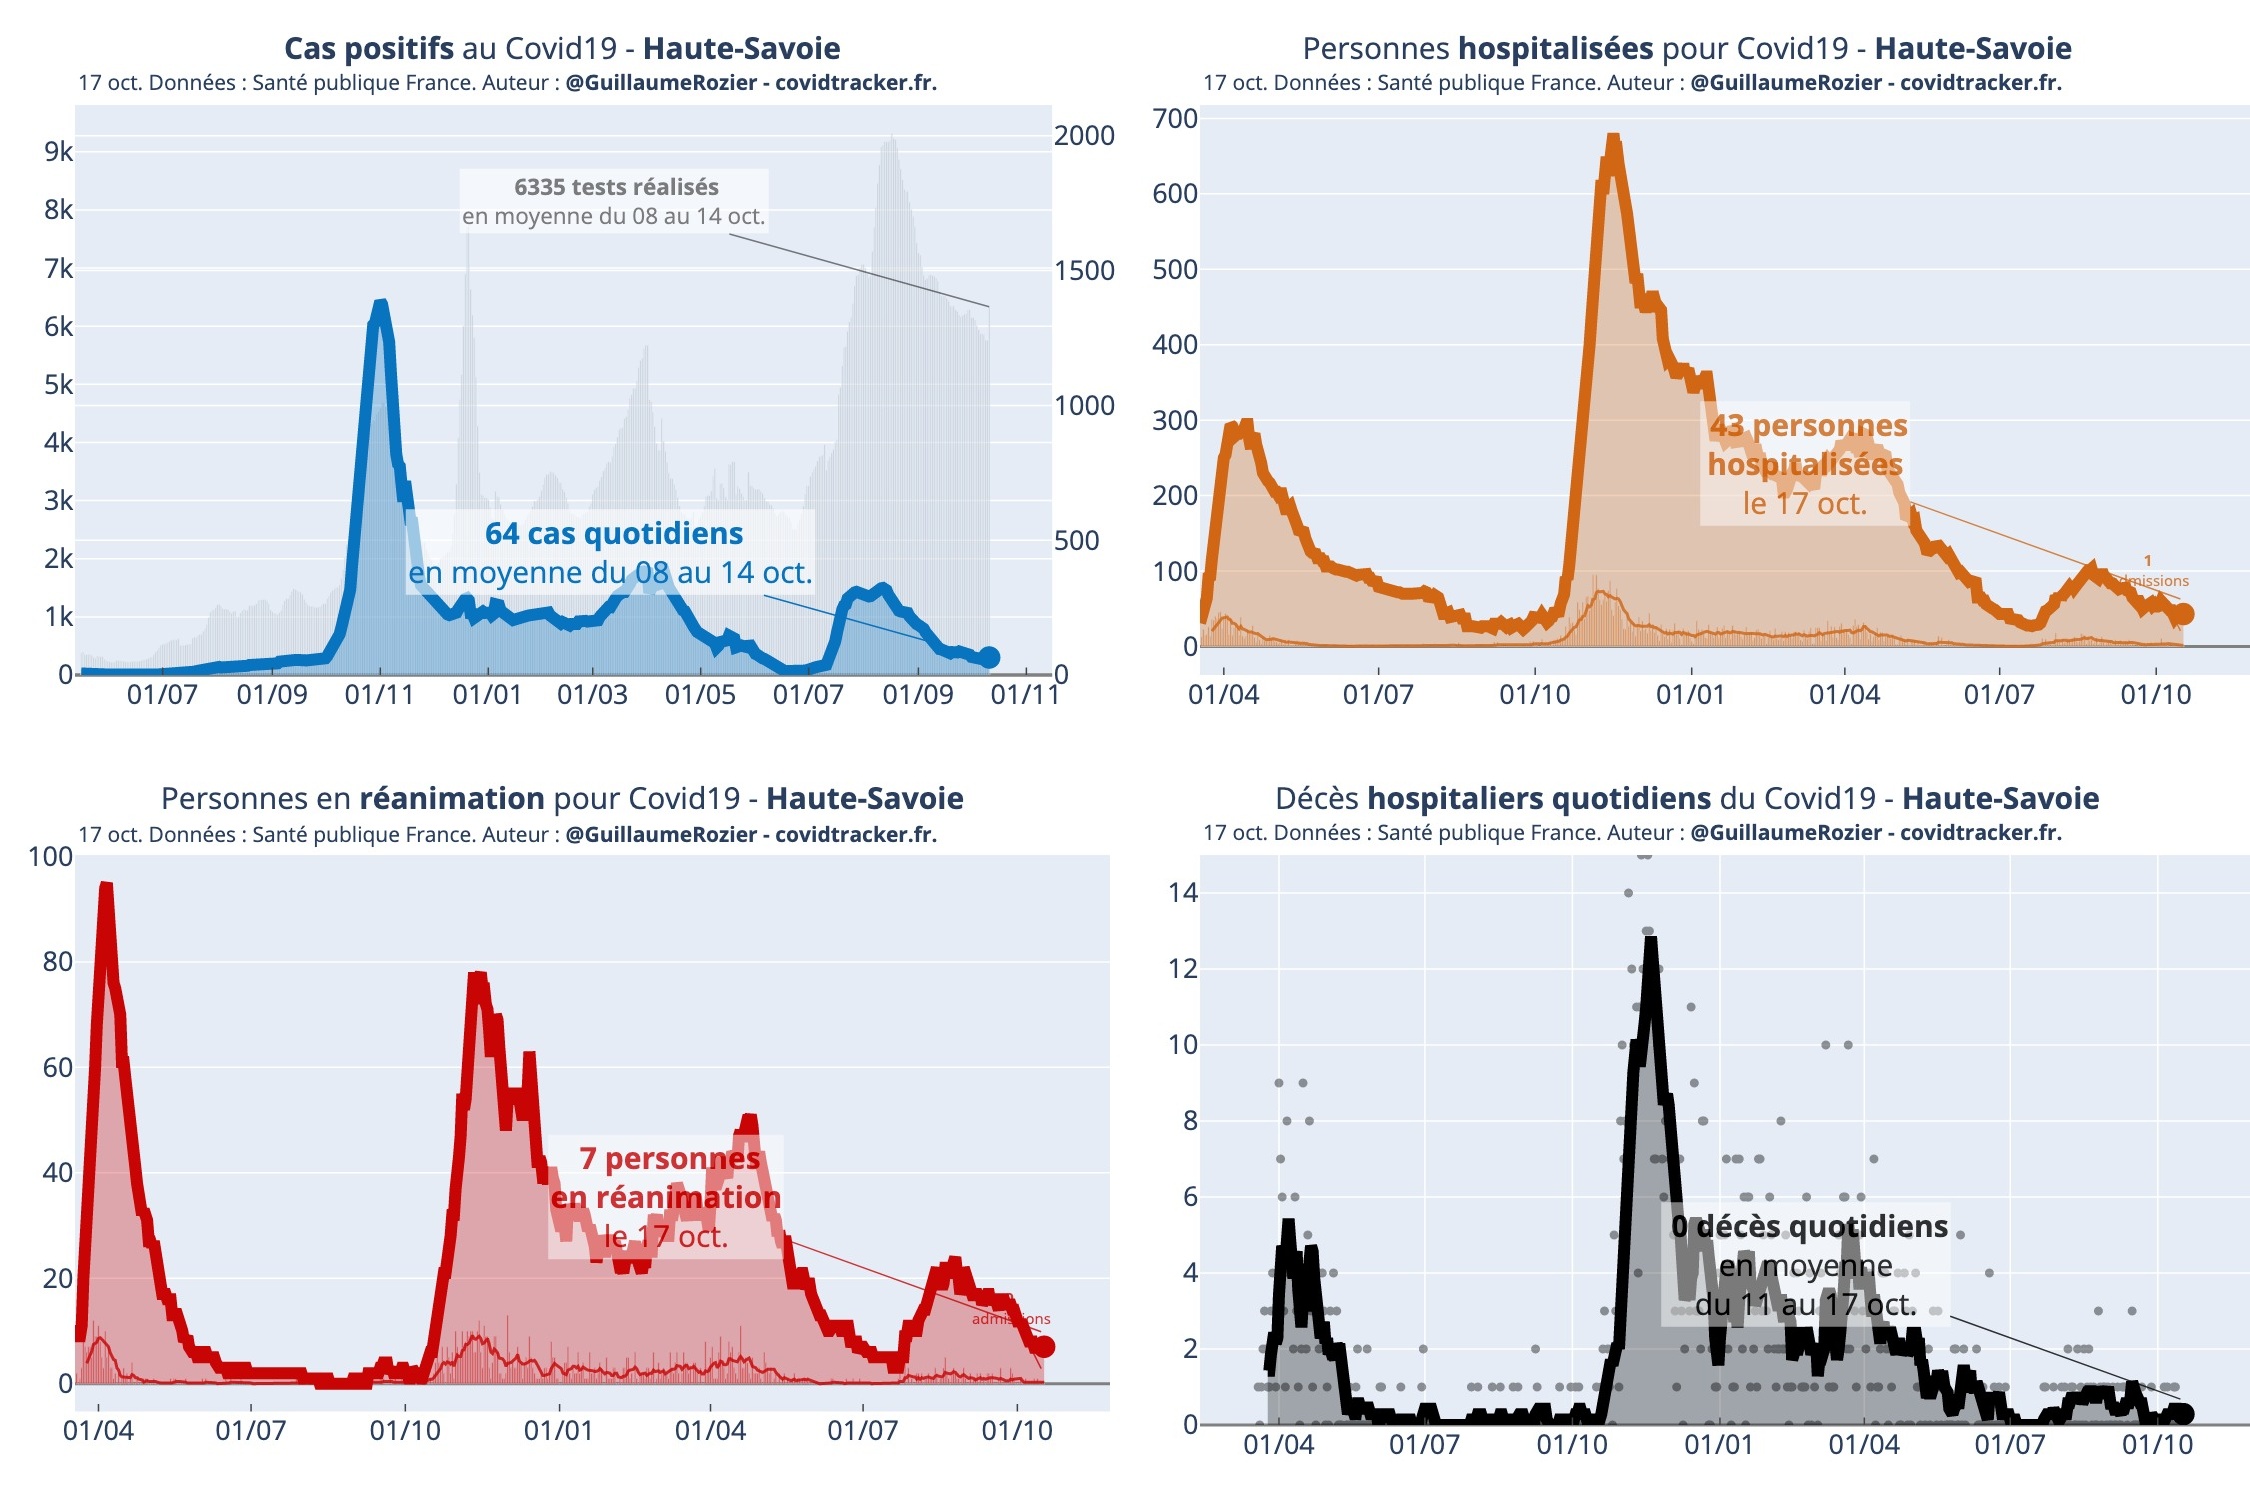 Cas positifs au Covid19 - Haute-Savoie
17 oct. Données : Santé publique France. Auteur : @GuillaumeRozier - covidtracker.fr.
9k
8k
7k
6k
5k
4k
3k
2k
1k
0
2000
1500
1000
500
0
6335 tests réalisés
en moyenne du 08 au 14 oct.
64 cas quotidiens
en moyenne du 08 au 14 oct.
01/07 01/09 01/11 01/01 01/03 01/05 01/07 01/09 01/11
Personnes hospitalisées pour Covid19 - Haute-Savoie
17 oct. Données : Santé publique France. Auteur : @GuillaumeRozier - covidtracker.fr.
700
600
500
400
300
200
100
0
43 personnes
hospitalisées
le 17 oct.
1
admissions
01/04 01/07 01/10 01/01 01/04 01/07 01/10
Personnes en réanimation pour Covid19 - Haute-Savoie
17 oct. Données : Santé publique France. Auteur : @GuillaumeRozier - covidtracker.fr.
100
80
60
40
20
0
7 personnes
en réanimation
le 17 oct.
admissions
01/04 01/07 01/10 01/01 01/04 01/07 01/10
Décès hospitaliers quotidiens du Covid19 - Haute-Savoie
17 oct. Données : Santé publique France. Auteur : @GuillaumeRozier - covidtracker.fr.
14
12
10
8
6
4
2
0
0 décès quotidiens
en moyenne
du 11 au 17 oct.
01/04 01/07 01/10 01/01 01/04 01/07 01/10